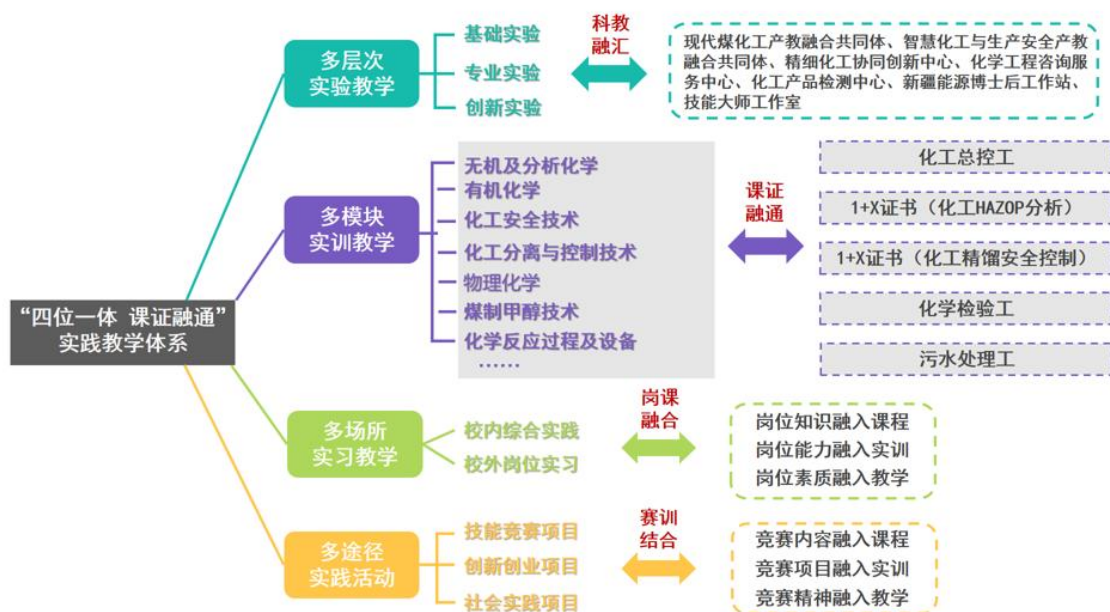 “四位一体 课证融通”
实践教学体系
多层次
实验教学
基础实验
专业实验
创新实验
科教
融汇
现代煤化工产教融合共同体、智慧化工与生产安全产教
融合共同体、精细化工协同创新中心、化学工程咨询服
务中心、化工产品检测中心、新疆能源博士后工作站、
技能大师工作室
多模块
实训教学
无机及分析化学
有机化学
化工安全技术
化工分离与控制技术
物理化学
煤制甲醇技术
化学反应过程及设备
……
课证
融通
化工总控工
1+X证书（化工HAZOP分析）
1+X证书（化工精馏安全控制）
化学检验工
污水处理工
多场所
实习教学
校内综合实践
校外岗位实习
岗课
融合
岗位知识融入课程
岗位能力融入实训
岗位素质融入教学
多途径
实践活动
技能竞赛项目
创新创业项目
社会实践项目
赛训
结合
竞赛内容融入课程
竞赛项目融入实训
竞赛精神融入教学